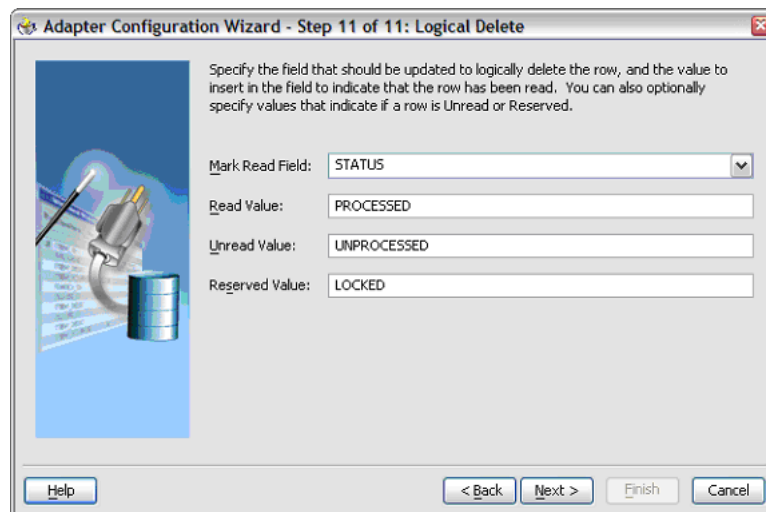 Adapter Configuration Wizard - Step 11 of 11: Logical Delete
Specify the field that should be updated to logically delete the row, and the value to
insert in the field to indicate that the row has been read. You can also optionally
specify values that indicate if a row is Unread or Reserved.
Mark Read Field: STATUS
Read Value: PROCESSED
Unread Value: UNPROCESSED
Reserved Value: LOCKED
Help < Back Next > Finish Cancel